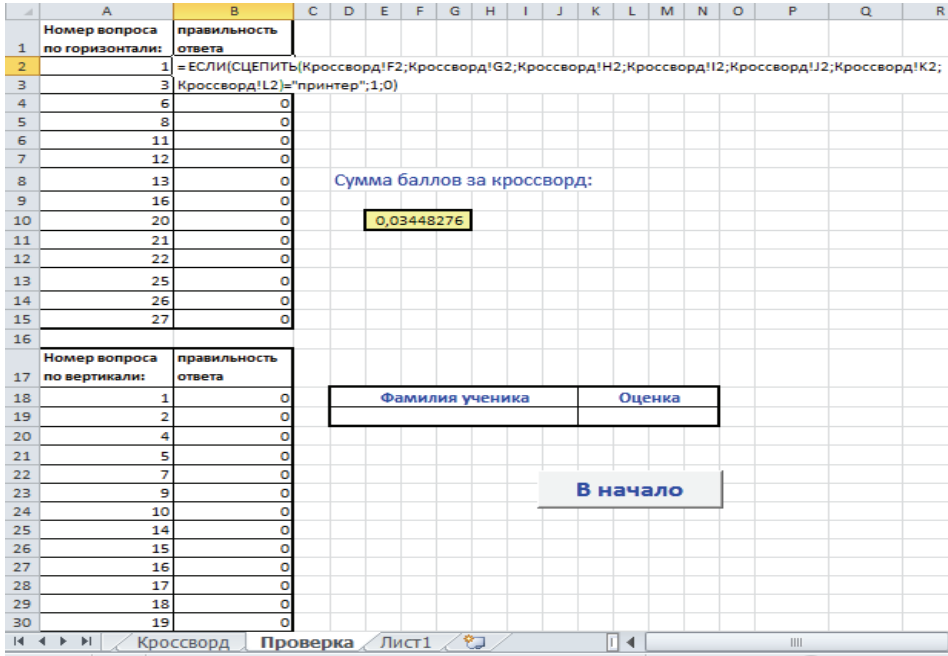 A B C D E F G H I J K L M N O P Q R
Номер вопроса правильность
1 по горизонтали: ответа
2 1 =ЕСЛИ(СЦЕПИТЬ(Кроссворд!F2;Кроссворд!G2;Кроссворд!H2;Кроссворд!I2;Кроссворд!J2;Кроссворд!K2;
3 3 Кроссворд!L2)="принтер";1;0)
4 6 0
5 8 0
6 11 0
7 12 0
8 13 0 Сумма баллов за кроссворд:
9 16 0
10 20 0 0,03448276
11 21 0
12 22 0
13 25 0
14 26 0
15 27 0
16
Номер вопроса правильность
17 по вертикали: ответа
18 1 0 Фамилия ученика Оценка
19 2 0
20 4 0
21 5 0
22 7 0
23 9 0 В начало
24 10 0
25 14 0
26 15 0
27 16 0
28 17 0
29 18 0
30 19 0
Кроссворд Проверка Лист1